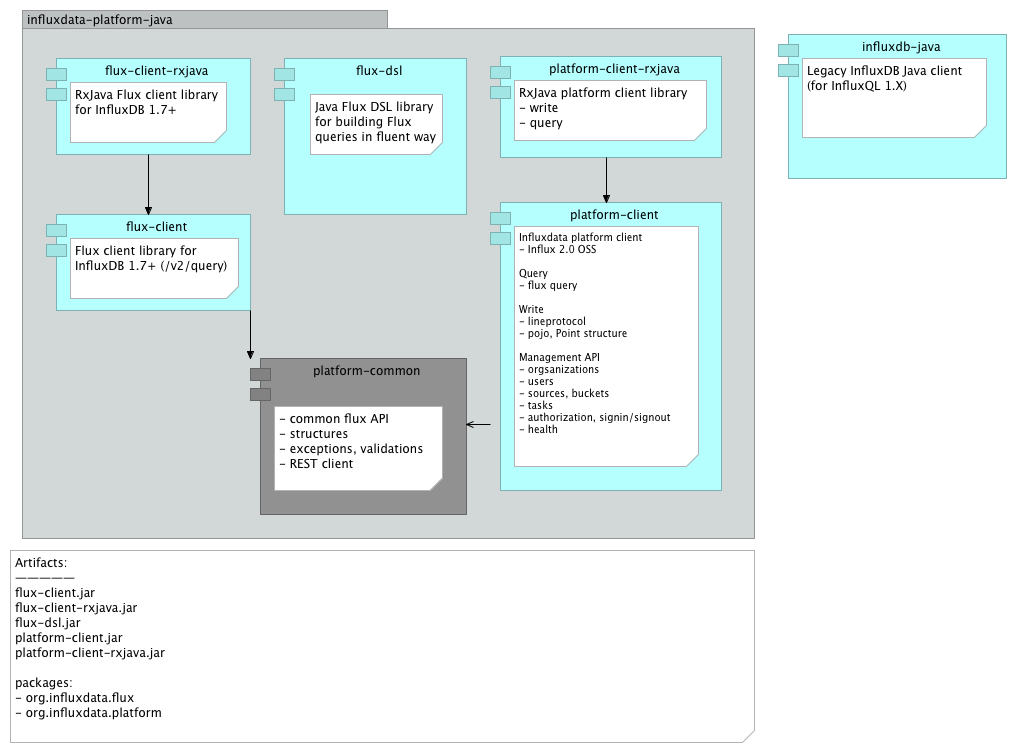 influxdata-platform-java
flux-client-rxjava
RxJava Flux client library
for InfluxDB 1.7+
flux-dsl
Java Flux DSL library
for building Flux
queries in fluent way
platform-client-rxjava
RxJava platform client library
- write
- query
influxdb-java
Legacy InfluxDB Java client
(for InfluxQL 1.X)
flux-client
Flux client library for
InfluxDB 1.7+ (/v2/query)
platform-client
Influxdata platform client
- Influx 2.0 OSS
Query
- flux query
Write
- lineprotocol
- pojo, Point structure
Management API
- orgsanizations
- users
- sources, buckets
- tasks
- authorization, signin/signout
- health
platform-common
- common flux API
- structures
- exceptions, validations
- REST client
Artifacts:
—————
flux-client.jar
flux-client-rxjava.jar
flux-dsl.jar
platform-client.jar
platform-client-rxjava.jar
packages:
- org.influxdata.flux
- org.influxdata.platform